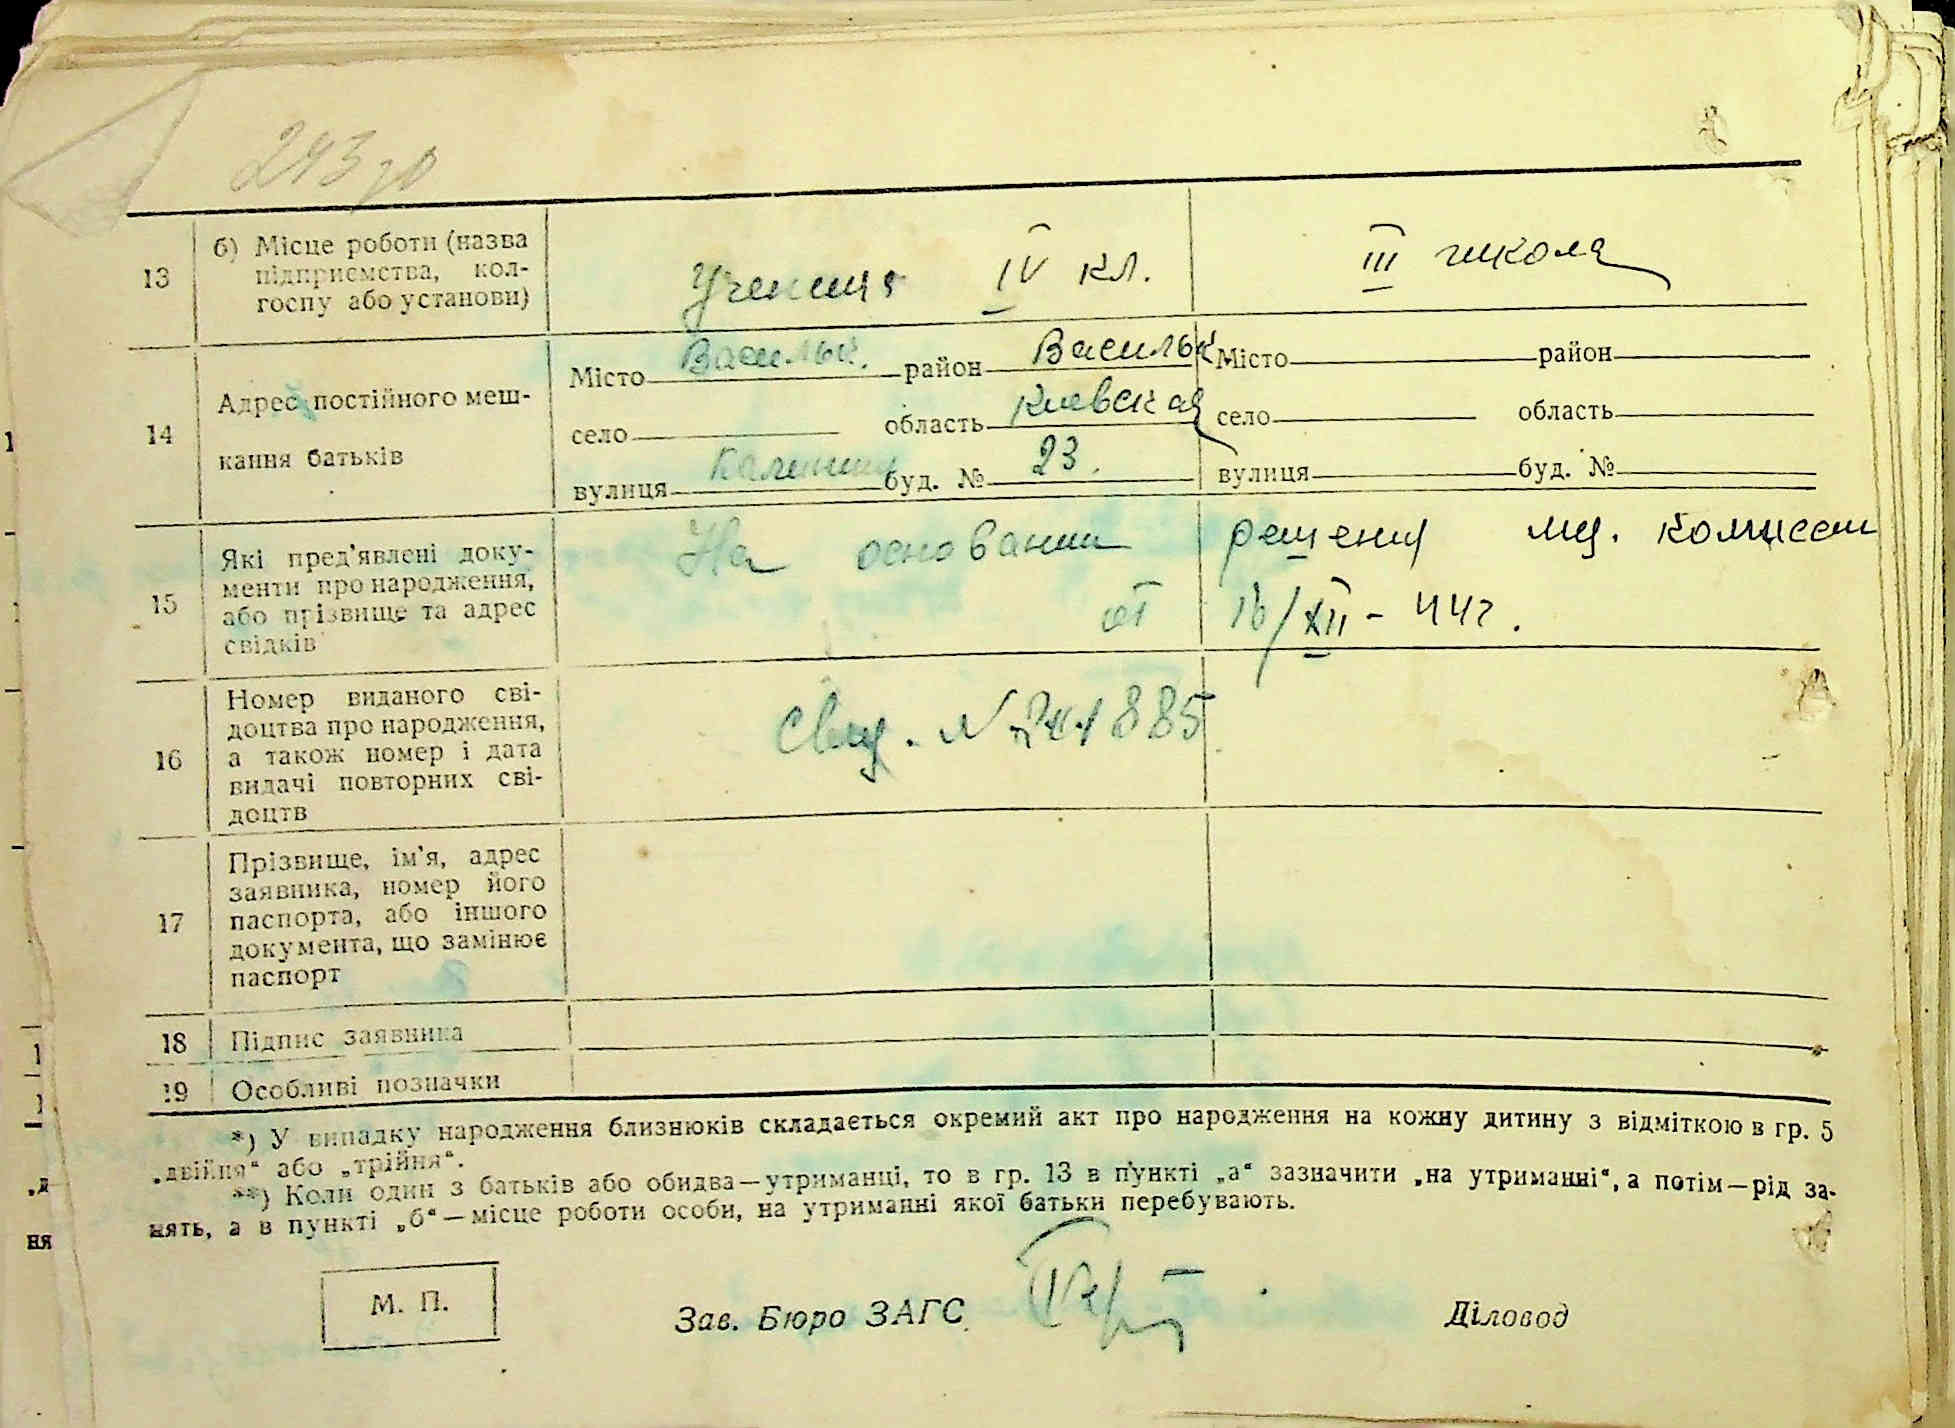 243 зв
13
б) Місце роботи (назва
підприємства, кол-
госпу або установи)
Ученица IV кл.
III школа
14
Адрес постійного меш-
кання батьків
Місто Васильк. район Васильк.
село область Киевская
вулиця Калинина буд. № 23.
Місто район
село область
вулиця буд. №
15
Які пред'явлені доку-
менти про народження,
або прізвище та адрес
свідків
На основании решения мед. комиссии
от 16/XII - 44г.
16
Номер виданого сві-
доцтва про народження,
а також номер і дата
видачі повторних сві-
доцтв
Свид. №
17
Прізвище, ім'я, адрес
заявника, номер його
паспорта, або іншого
документа, що замінює
паспорт
18 Підпис заявника
19 Особливі позначки
*) У випадку народження близнюків складається окремий акт про народження на кожну дитину з відміткою в гр. 5
„двійня“ або „трійня“.
**) Коли один з батьків або обидва—утриманці, то в гр. 13 в пункті „а“ зазначити „на утриманні“, а потім—рід за-
нять, а в пункті „б“—місце роботи особи, на утриманні якої батьки перебувають.
М. П.
Зав. Бюро ЗАГС
Діловод
ня